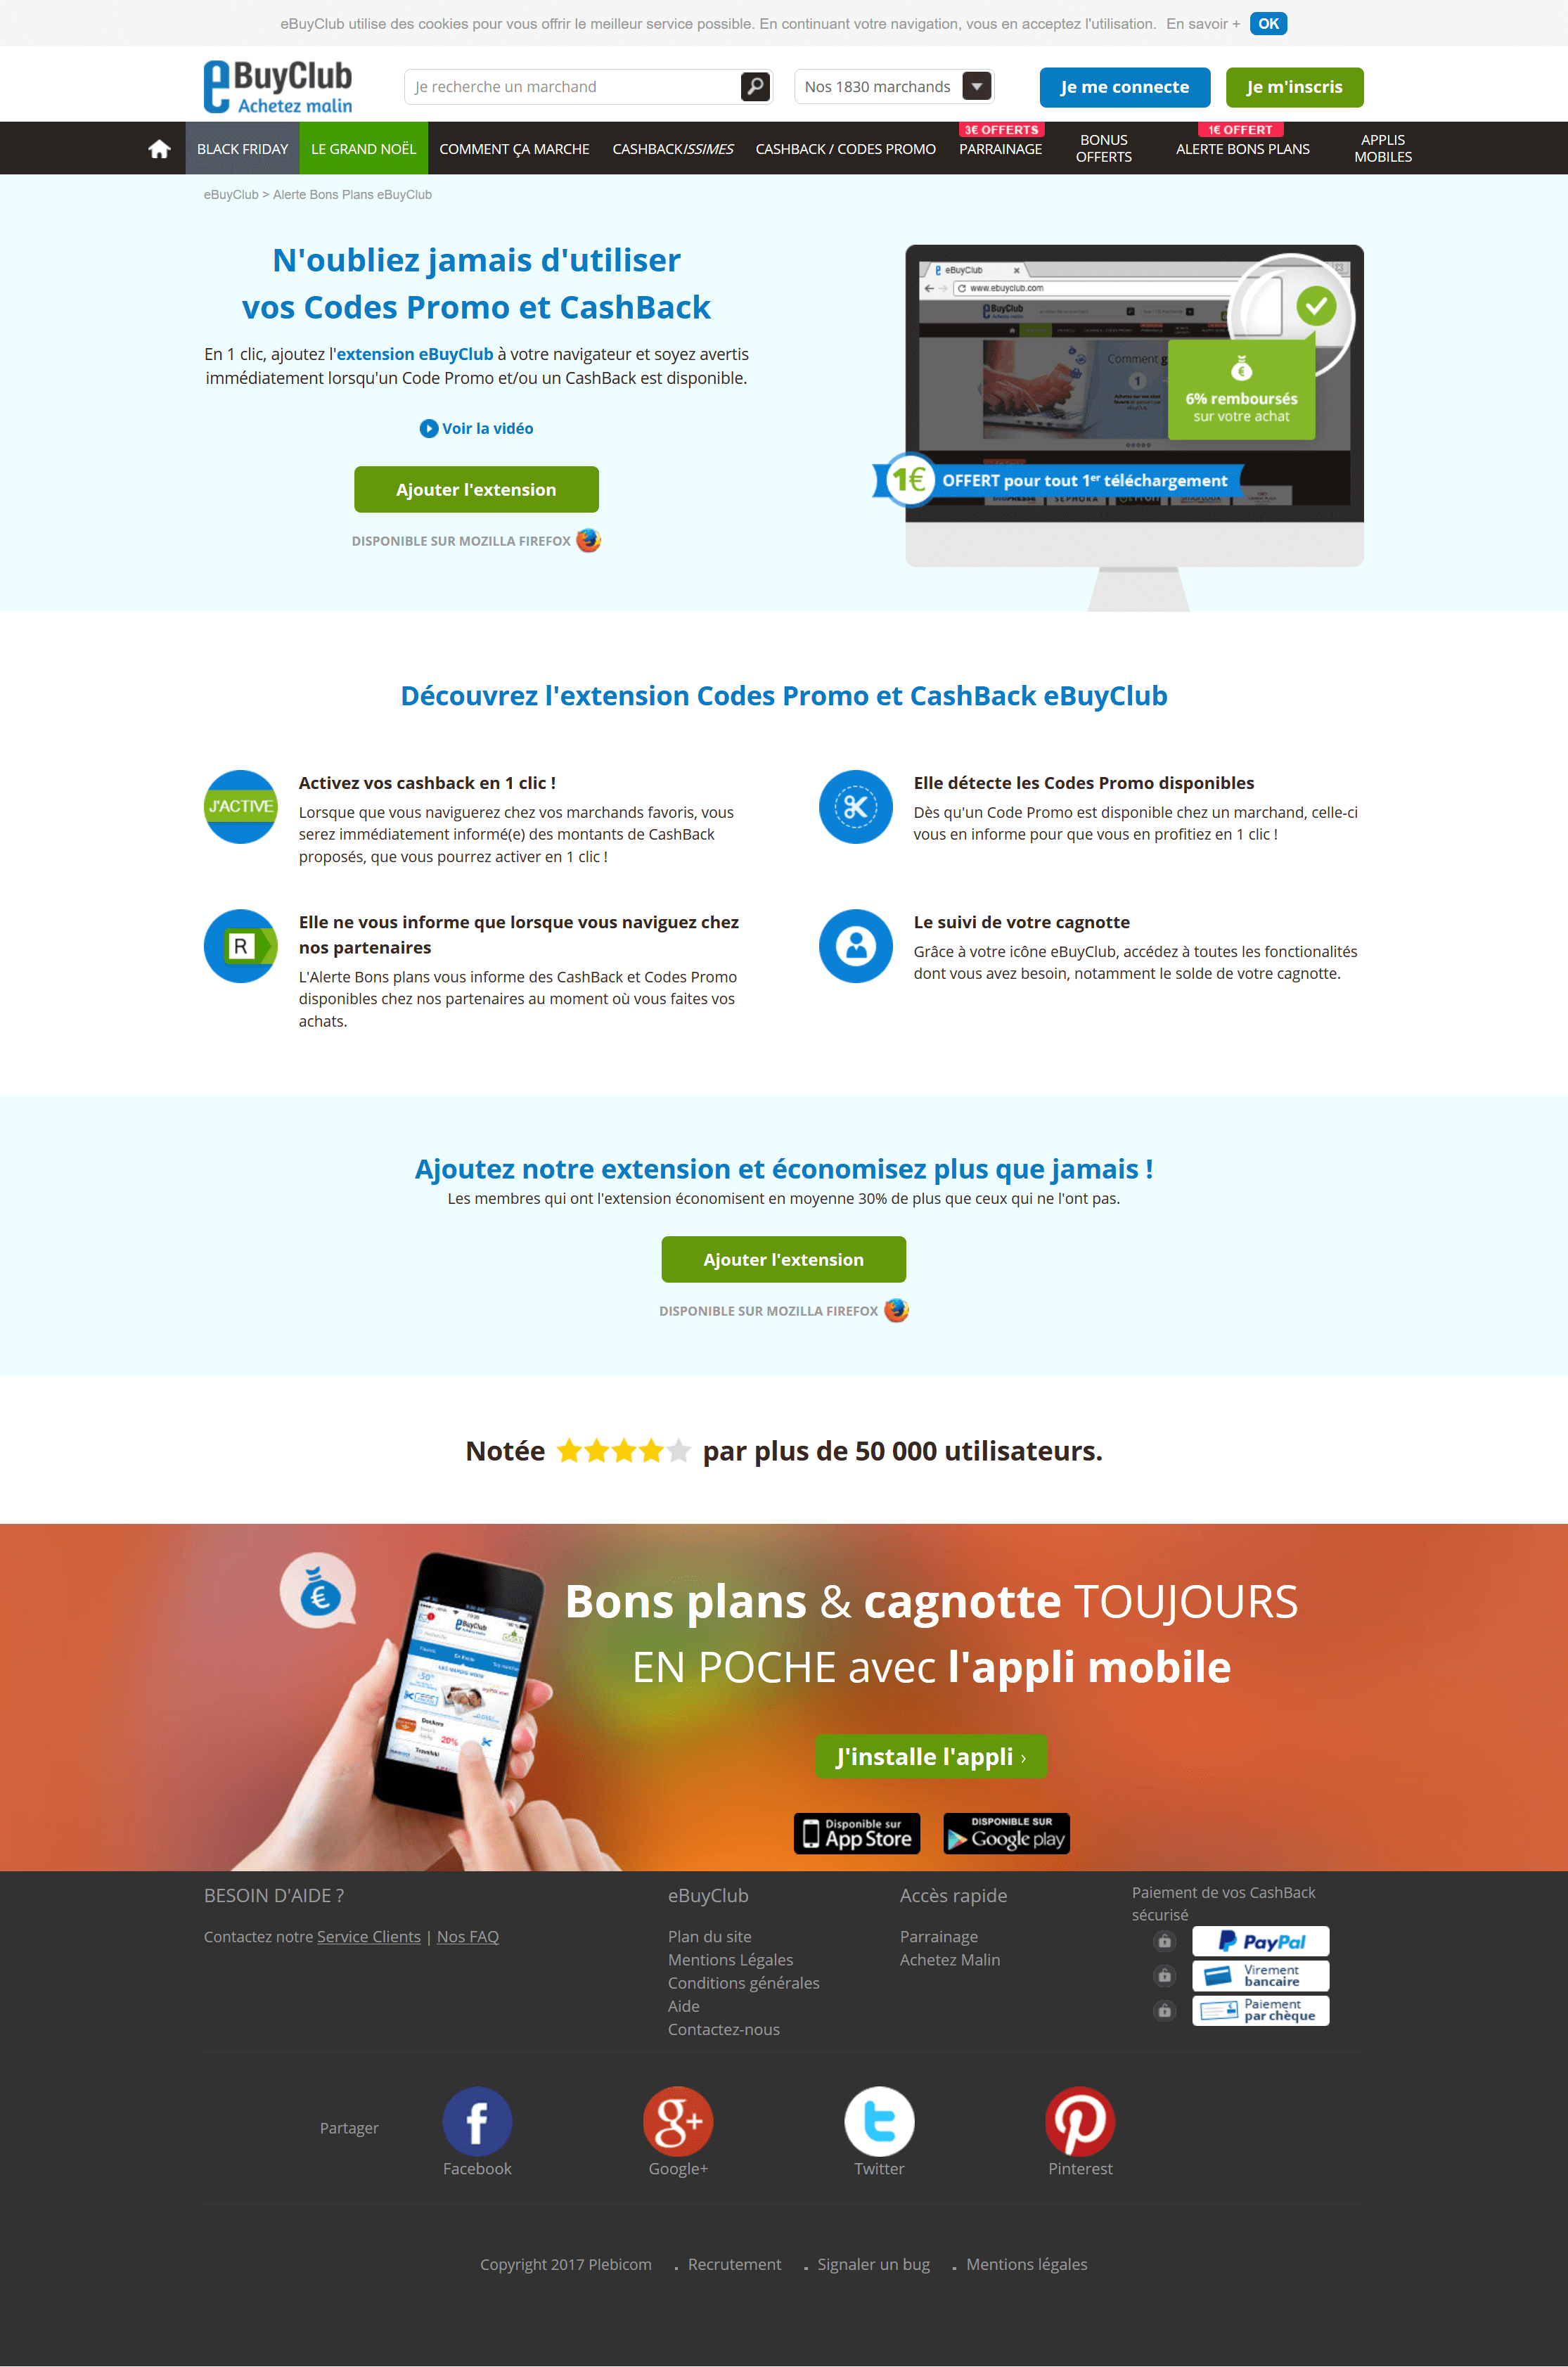 eBuyClub utilise des cookies pour vous offrir le meilleur service possible. En continuant votre navigation, vous en acceptez l'utilisation. En savoir + OK
eBuyClub
Achetez malin
Je recherche un marchand
Nos 1830 marchands
Je me connecte
Je m'inscris
BLACK FRIDAY
LE GRAND NOËL
COMMENT ÇA MARCHE
CASHBACKISSIMES
CASHBACK / CODES PROMO
3€ OFFERTS
PARRAINAGE
BONUS
OFFERTS
1€ OFFERT
ALERTE BONS PLANS
APPLIS
MOBILES
eBuyClub > Alerte Bons Plans eBuyClub
N'oubliez jamais d'utiliser
vos Codes Promo et CashBack
En 1 clic, ajoutez l'extension eBuyClub à votre navigateur et soyez avertis
immédiatement lorsqu'un Code Promo et/ou un CashBack est disponible.
Voir la vidéo
Ajouter l'extension
DISPONIBLE SUR MOZILLA FIREFOX
eBuyClub
www.ebuyclub.com
BuyClub
Comment
1
6% remboursés
sur votre achat
1€ OFFERT pour tout 1er téléchargement
SEPHORA
Découvrez l'extension Codes Promo et CashBack eBuyClub
J'ACTIVE
Activez vos cashback en 1 clic !
Lorsque que vous naviguerez chez vos marchands favoris, vous
serez immédiatement informé(e) des montants de CashBack
proposés, que vous pourrez activer en 1 clic !
Elle détecte les Codes Promo disponibles
Dès qu'un Code Promo est disponible chez un marchand, celle-ci
vous en informe pour que vous en profitiez en 1 clic !
R
Elle ne vous informe que lorsque vous naviguez chez
nos partenaires
L'Alerte Bons plans vous informe des CashBack et Codes Promo
disponibles chez nos partenaires au moment où vous faites vos
achats.
Le suivi de votre cagnotte
Grâce à votre icône eBuyClub, accédez à toutes les fonctionalités
dont vous avez besoin, notamment le solde de votre cagnotte.
Ajoutez notre extension et économisez plus que jamais !
Les membres qui ont l'extension économisent en moyenne 30% de plus que ceux qui ne l'ont pas.
Ajouter l'extension
DISPONIBLE SUR MOZILLA FIREFOX
Notée par plus de 50 000 utilisateurs.
€
eBuyClub
Dockers
20%
Bons plans & cagnotte TOUJOURS
EN POCHE avec l'appli mobile
J'installe l'appli ›
Disponible sur
App Store
DISPONIBLE SUR
Google play
BESOIN D'AIDE ?
Contactez notre Service Clients | Nos FAQ
eBuyClub
Plan du site
Mentions Légales
Conditions générales
Aide
Contactez-nous
Accès rapide
Parrainage
Achetez Malin
Paiement de vos CashBack
sécurisé
PayPal
Virement
bancaire
Paiement
par chèque
Partager
Facebook
Google+
Twitter
Pinterest
Copyright 2017 Plebicom . Recrutement . Signaler un bug . Mentions légales